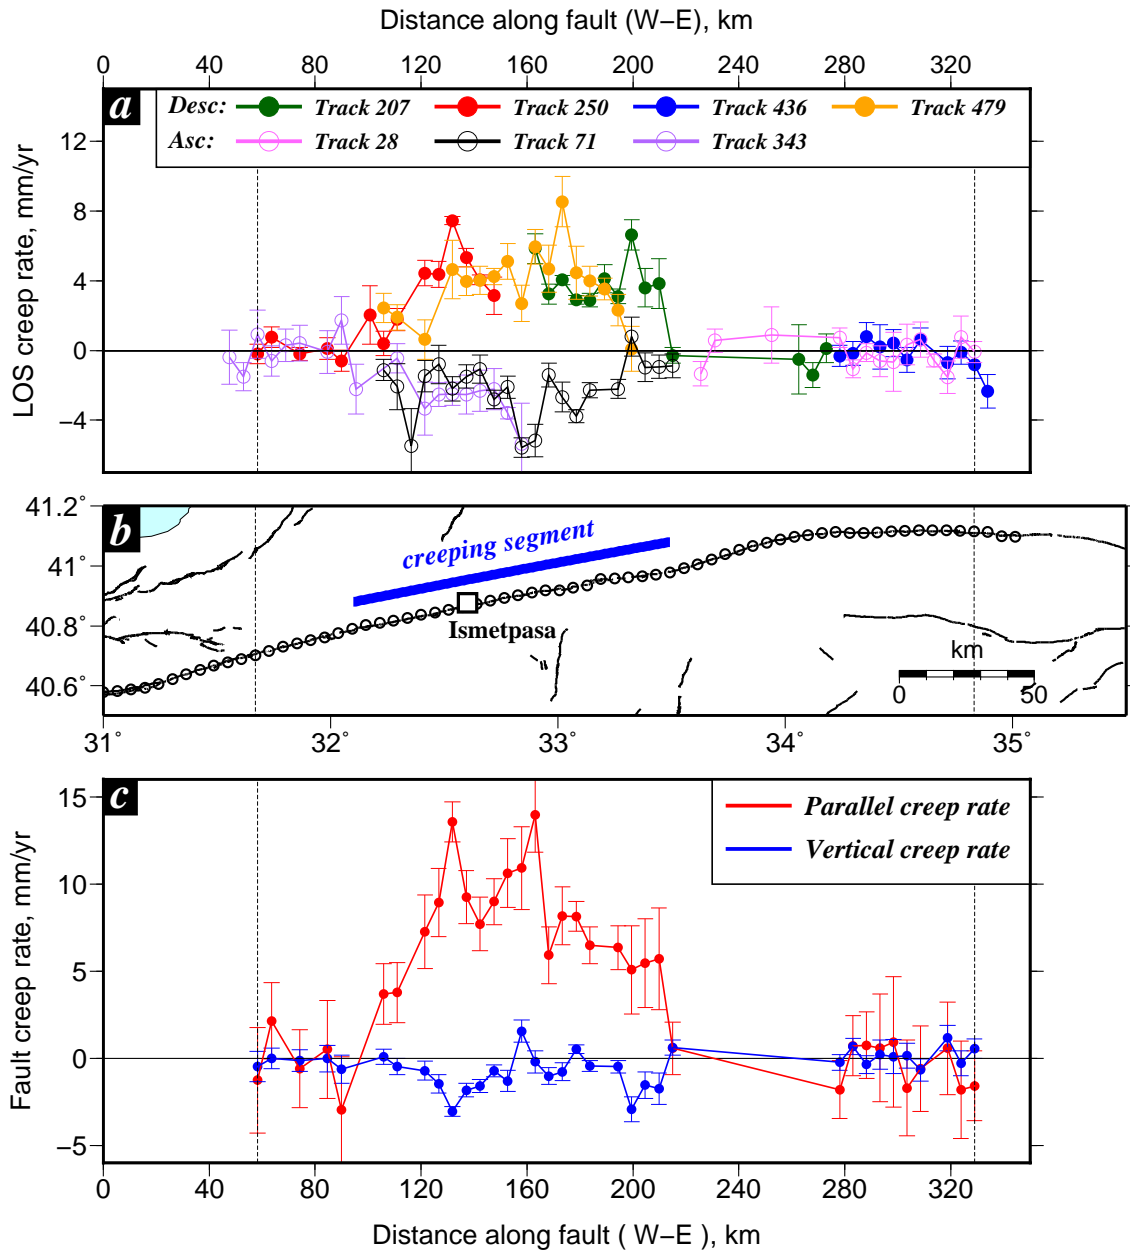 Distance along fault (W−E), km
0 40 80 120 160 200 240 280 320
a
Desc: Track 207 Track 250 Track 436 Track 479
Asc: Track 28 Track 71 Track 343
12
8
4
0
−4
LOS creep rate, mm/yr
b
41.2˚
41˚
40.8˚
40.6˚
creeping segment
Ismetpasa
km
0 50
31˚ 32˚ 33˚ 34˚ 35˚
c
Parallel creep rate
Vertical creep rate
15
10
5
0
−5
Fault creep rate, mm/yr
0 40 80 120 160 200 240 280 320
Distance along fault ( W−E ), km